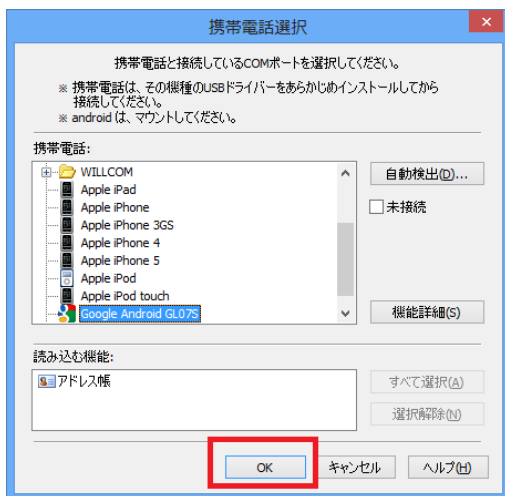 携帯電話選択
携帯電話と接続しているCOMポートを選択してください。
※ 携帯電話は、その機種のUSBドライバーをあらかじめインストールしてから
接続してください。
※ android は、マウントしてください。
携帯電話:
WILLCOM
自動検出(D)...
Apple iPad
未接続
Apple iPhone
Apple iPhone 3GS
Apple iPhone 4
Apple iPhone 5
Apple iPod
Apple iPod touch
Google Android GL07S
機能詳細(S)
読み込む機能:
アドレス帳
すべて選択(A)
選択解除(N)
OK
キャンセル
ヘルプ(H)